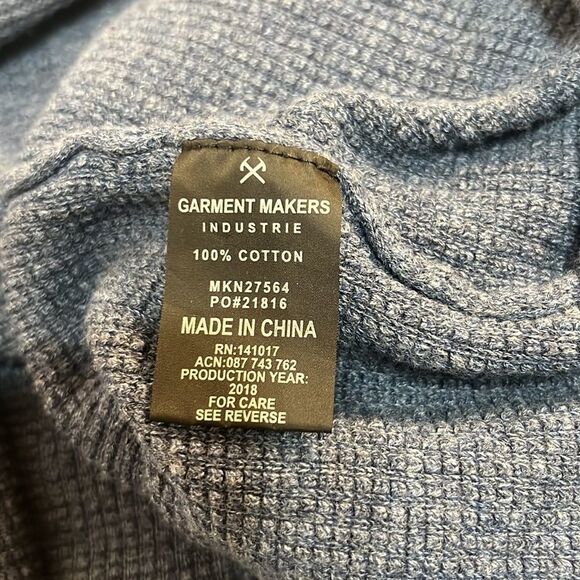 GARMENT MAKERS
INDUSTRIE
100% COTTON
MKN27564
PO#21816
MADE IN CHINA
RN:141017
ACN:087 743 762
PRODUCTION YEAR:
2018
FOR CARE
SEE REVERSE